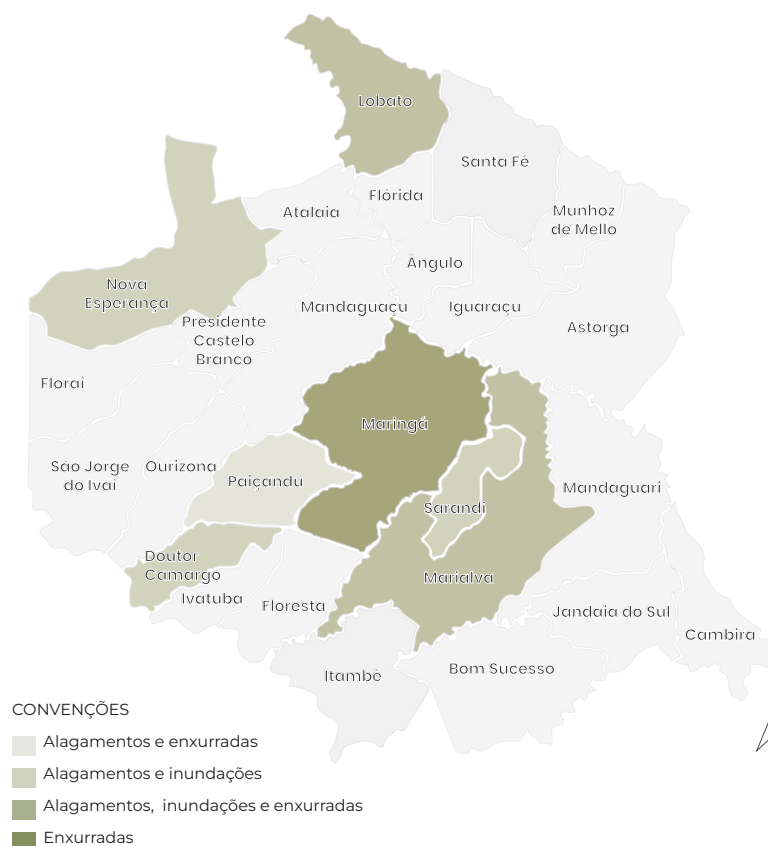 Lobato
Santa Fé
Flórida
Atalaia
Munhoz
de Mello
Ângulo
Nova
Esperança
Mandaguaçu
Iguaraçu
Presidente
Castelo
Branco
Astorga
Floraí
Maringá
São Jorge
do Ivaí
Ourizona
Paiçandu
Mandaguari
Sarandi
Doutor
Camargo
Marialva
Ivatuba
Floresta
Jandaia do Sul
Cambira
Itambé
Bom Sucesso
CONVENÇÕES
Alagamentos e enxurradas
Alagamentos e inundações
Alagamentos, inundações e enxurradas
Enxurradas